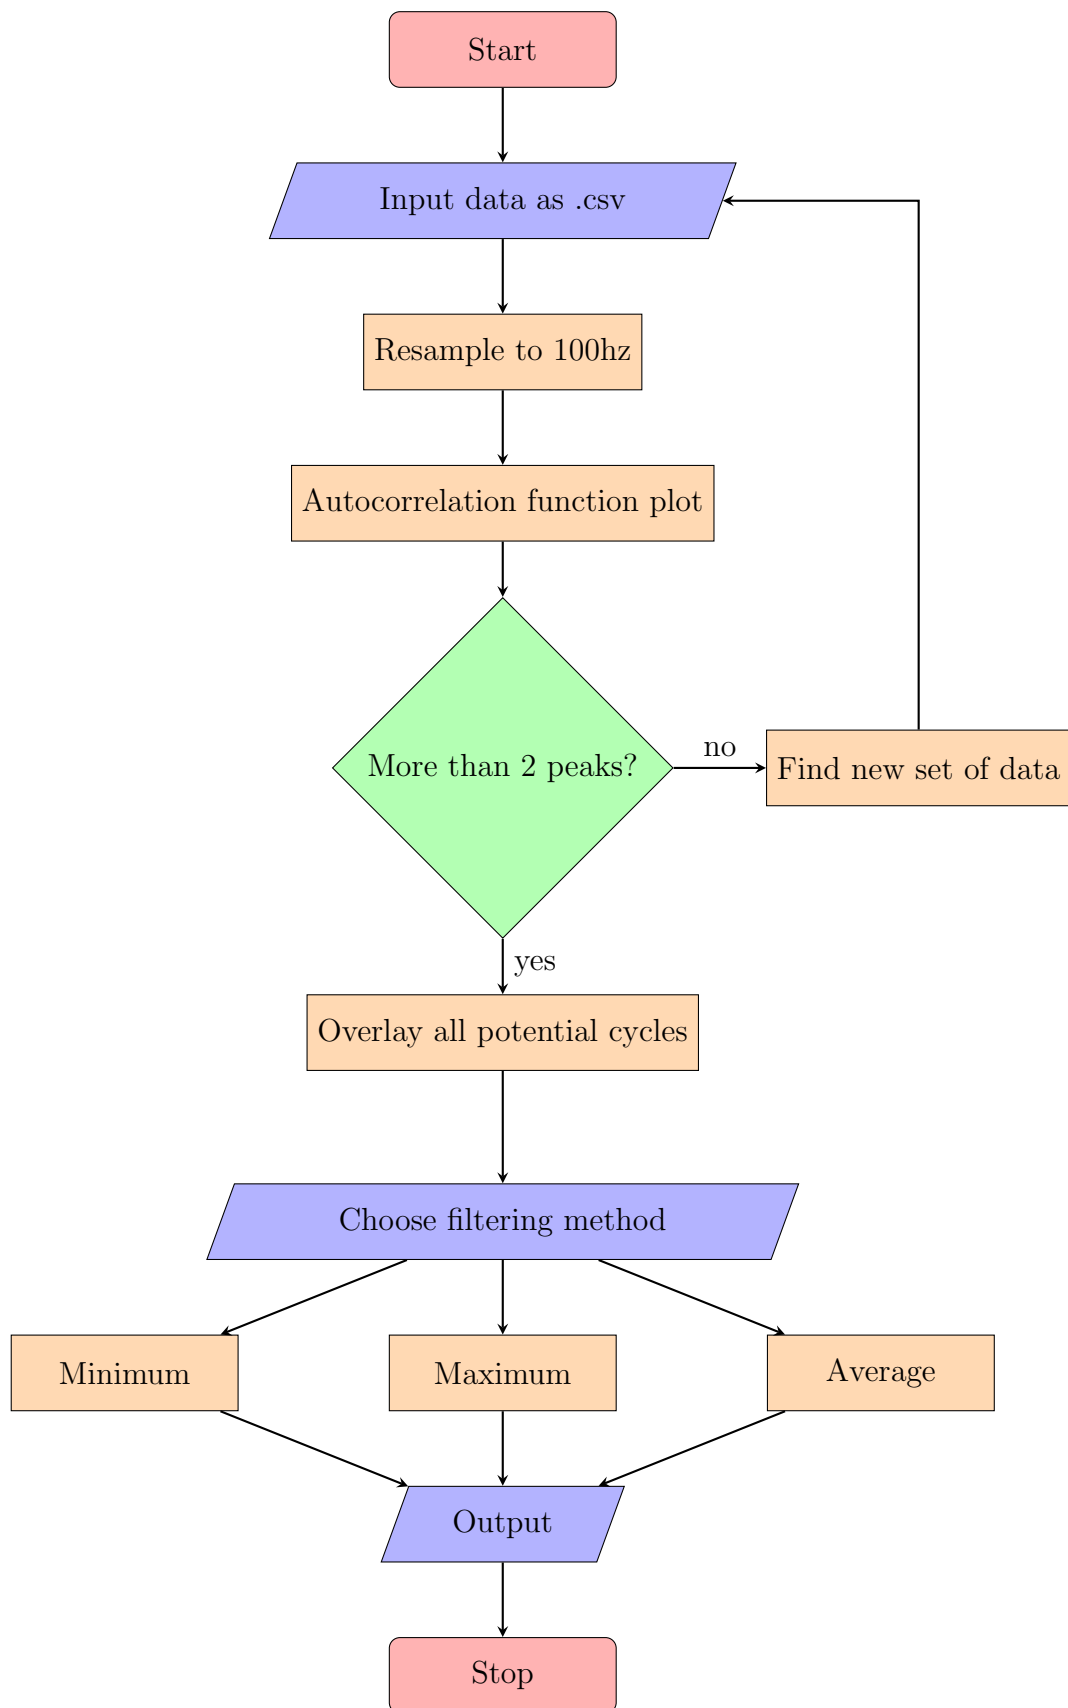 Start
Input data as .csv
Resample to 100hz
Autocorrelation function plot
More than 2 peaks?
no
Find new set of data
yes
Overlay all potential cycles
Choose filtering method
Minimum
Maximum
Average
Output
Stop